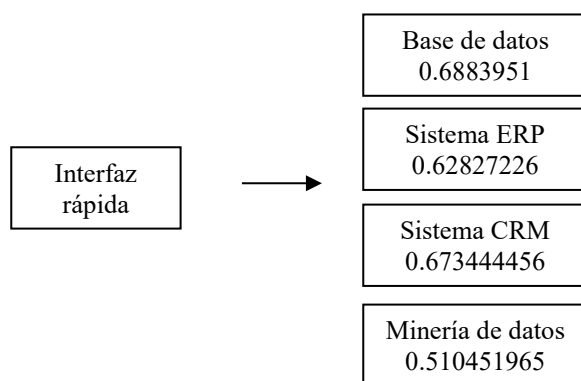 Interfaz
rápida
Base de datos
0.6883951
Sistema ERP
0.62827226
Sistema CRM
0.673444456
Minería de datos
0.510451965